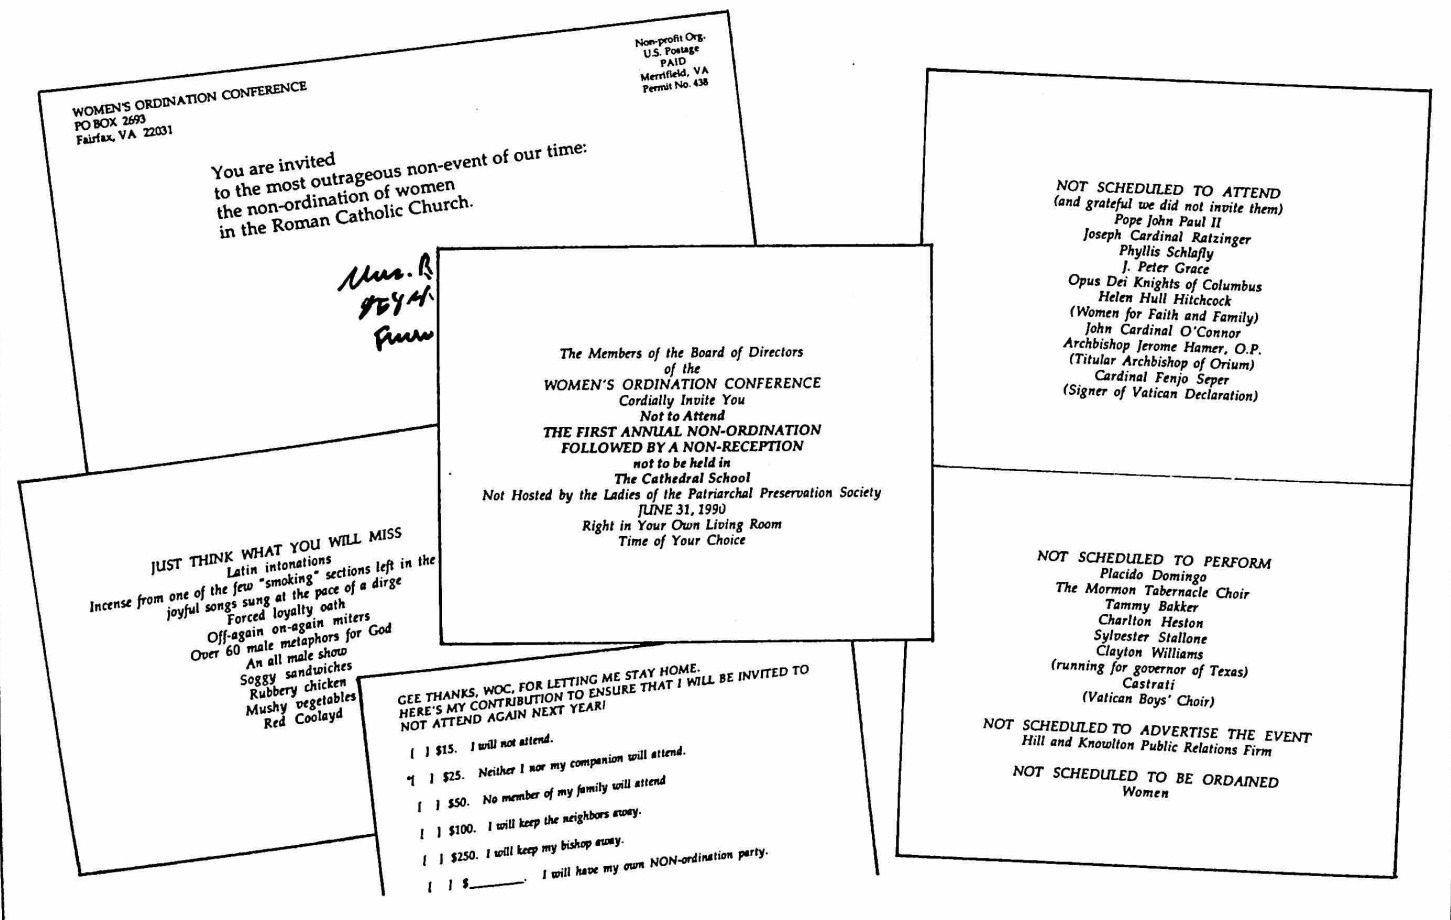 WOMEN'S ORDINATION CONFERENCE
PO BOX 2693
Fairfax, VA 22031
Non-profit Org.
U.S. Postage
PAID
Merrifield, VA
Permit No. 438
You are invited
to the most outrageous non-event of our time:
the non-ordination of women
in the Roman Catholic Church.
Mrs. R
The Members of the Board of Directors
of the
WOMEN'S ORDINATION CONFERENCE
Cordially Invite You
Not to Attend
THE FIRST ANNUAL NON-ORDINATION
FOLLOWED BY A NON-RECEPTION
not to be held in
The Cathedral School
Not Hosted by the Ladies of the Patriarchal Preservation Society
JUNE 31, 1990
Right in Your Own Living Room
Time of Your Choice
JUST THINK WHAT YOU WILL MISS
Latin intonations
Incense from one of the few "smoking" sections left in the
joyful songs sung at the pace of a dirge
Forced loyalty oath
Off-again on-again miters
Over 60 male metaphors for God
An all male show
Soggy sandwiches
Rubbery chicken
Mushy vegetables
Red Coolayd
GEE THANKS, WOC, FOR LETTING ME STAY HOME.
HERE'S MY CONTRIBUTION TO ENSURE THAT I WILL BE INVITED TO
NOT ATTEND AGAIN NEXT YEAR!
[ ] $15. I will not attend.
[ ] $25. Neither I nor my companion will attend.
[ ] $50. No member of my family will attend
[ ] $100. I will keep the neighbors away.
[ ] $250. I will keep my bishop away.
[ ] $________. I will have my own NON-ordination party.
NOT SCHEDULED TO ATTEND
(and grateful we did not invite them)
Pope John Paul II
Joseph Cardinal Ratzinger
Phyllis Schlafly
J. Peter Grace
Opus Dei Knights of Columbus
Helen Hull Hitchcock
(Women for Faith and Family)
John Cardinal O'Connor
Archbishop Jerome Hamer, O.P.
(Titular Archbishop of Orium)
Cardinal Fenjo Seper
(Signer of Vatican Declaration)
NOT SCHEDULED TO PERFORM
Placido Domingo
The Mormon Tabernacle Choir
Tammy Bakker
Charlton Heston
Sylvester Stallone
Clayton Williams
(running for governor of Texas)
Castrati
(Vatican Boys' Choir)
NOT SCHEDULED TO ADVERTISE THE EVENT
Hill and Knowlton Public Relations Firm
NOT SCHEDULED TO BE ORDAINED
Women